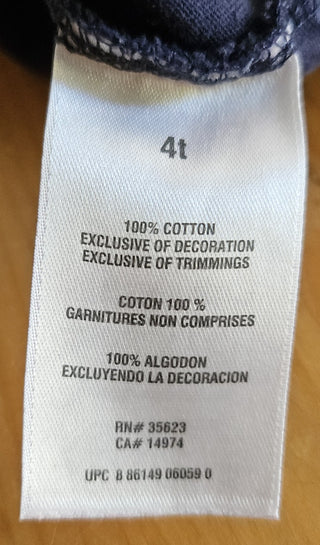 4t
100% COTTON
EXCLUSIVE OF DECORATION
EXCLUSIVE OF TRIMMINGS
COTON 100 %
GARNITURES NON COMPRISES
100% ALGODON
EXCLUYENDO LA DECORACION
RN# 35623
CA# 14974
UPC 8 86149 06059 0